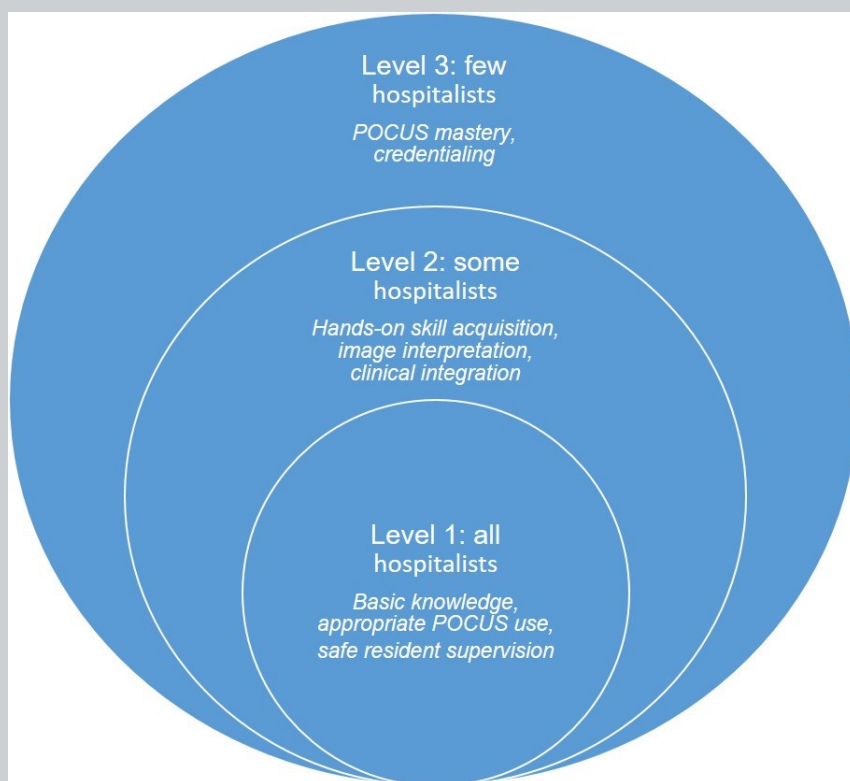 Level 3: few
hospitalists
POCUS mastery,
credentialing
Level 2: some
hospitalists
Hands-on skill acquisition,
image interpretation,
clinical integration
Level 1: all
hospitalists
Basic knowledge,
appropriate POCUS use,
safe resident supervision